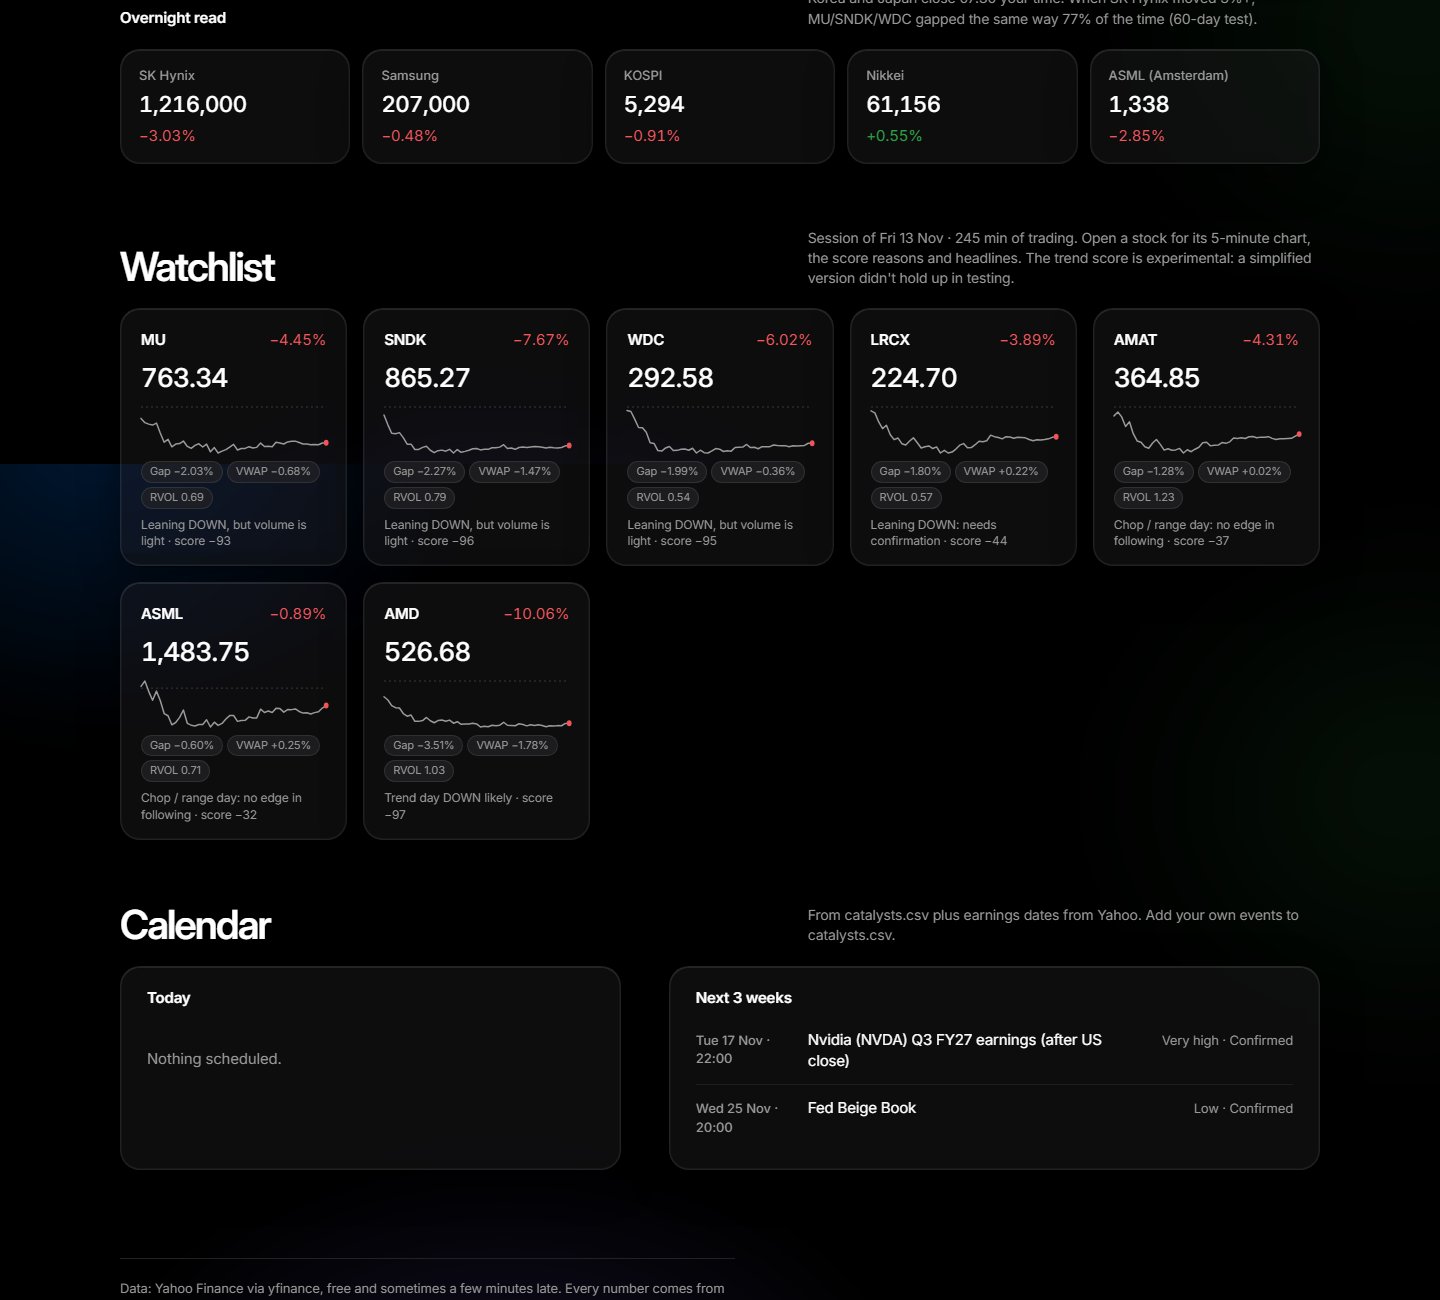 Overnight read
MU/SNDK/WDC gapped the same way 77% of the time (60-day test).
SK Hynix
1,216,000
−3.03%
Samsung
207,000
−0.48%
KOSPI
5,294
−0.91%
Nikkei
61,156
+0.55%
ASML (Amsterdam)
1,338
−2.85%
Watchlist
Session of Fri 13 Nov · 245 min of trading. Open a stock for its 5-minute chart,
the score reasons and headlines. The trend score is experimental: a simplified
version didn't hold up in testing.
MU −4.45%
763.34
Gap −2.03% VWAP −0.68%
RVOL 0.69
Leaning DOWN, but volume is
light · score −93
SNDK −7.67%
865.27
Gap −2.27% VWAP −1.47%
RVOL 0.79
Leaning DOWN, but volume is
light · score −96
WDC −6.02%
292.58
Gap −1.99% VWAP −0.36%
RVOL 0.54
Leaning DOWN, but volume is
light · score −95
LRCX −3.89%
224.70
Gap −1.80% VWAP +0.22%
RVOL 0.57
Leaning DOWN: needs
confirmation · score −44
AMAT −4.31%
364.85
Gap −1.28% VWAP +0.02%
RVOL 1.23
Chop / range day: no edge in
following · score −37
ASML −0.89%
1,483.75
Gap −0.60% VWAP +0.25%
RVOL 0.71
Chop / range day: no edge in
following · score −32
AMD −10.06%
526.68
Gap −3.51% VWAP −1.78%
RVOL 1.03
Trend day DOWN likely · score
−97
Calendar
From catalysts.csv plus earnings dates from Yahoo. Add your own events to
catalysts.csv.
Today
Nothing scheduled.
Next 3 weeks
Tue 17 Nov ·
22:00
Nvidia (NVDA) Q3 FY27 earnings (after US
close)
Very high · Confirmed
Wed 25 Nov ·
20:00
Fed Beige Book
Low · Confirmed
Data: Yahoo Finance via yfinance, free and sometimes a few minutes late. Every number comes from